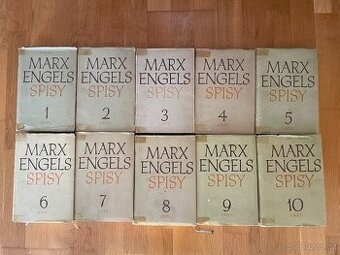 MARX
ENGELS
SPISY
1
MARX
ENGELS
SPISY
2
MARX
ENGELS
SPISY
3
MARX
ENGELS
SPISY
4
MARX
ENGELS
SPISY
5
MARX
ENGELS
SPISY
6
MARX
ENGELS
SPISY
7
MARX
ENGELS
SPISY
8
MARX
ENGELS
SPISY
9
MARX
ENGELS
SPISY
10